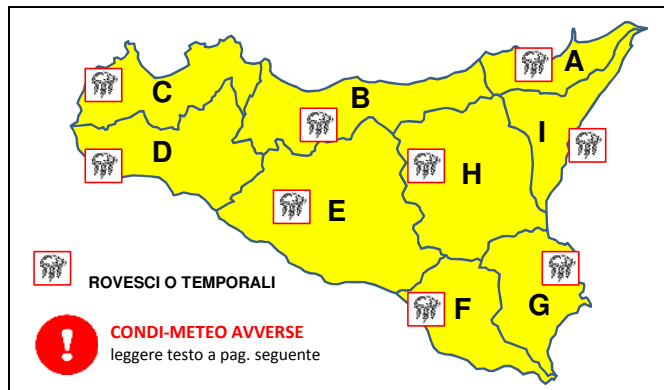 A
C
B
I
D
H
E
F
G
ROVESCI O TEMPORALI
CONDI-METEO AVVERSE
leggere testo a pag. seguente